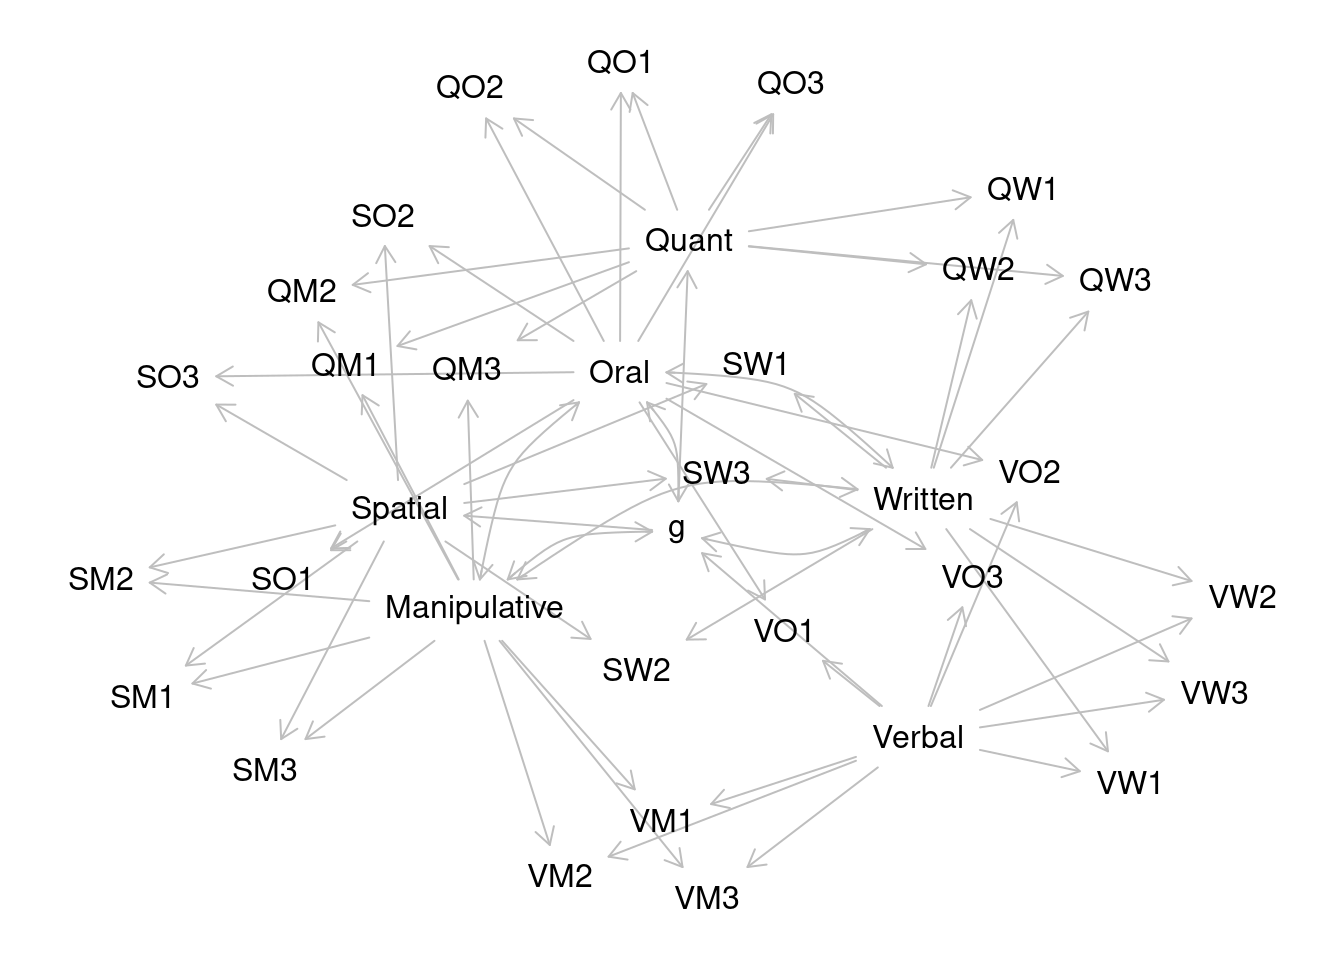 QO1
QO2
QO3
QW1
SO2
Quant
QW2
QW3
QM2
SW1
QM1
QM3
Oral
SO3
VO2
SW3
Written
Spatial
g
VO3
SM2
SO1
VW2
Manipulative
VO1
SW2
VW3
SM1
Verbal
SM3
VW1
VM1
VM2
VM3